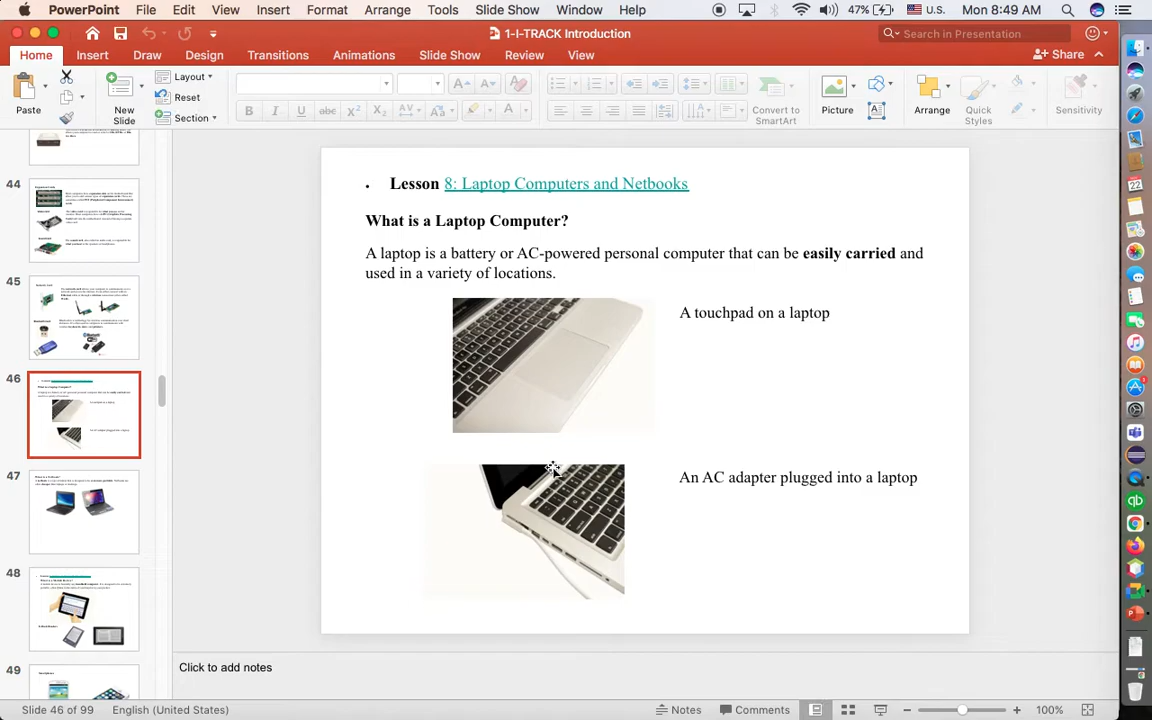 PowerPoint File Edit View Insert Format Arrange Tools Slide Show Window Help 47% U.S. Mon 8:49 AM
1-I-TRACK Introduction
Search in Presentation
Home Insert Draw Design Transitions Animations Slide Show Review View
Share
Paste
New Slide
Layout
Reset
Section
B I U abc X² X₂ AV Aa A
Convert to SmartArt
Picture
Arrange
Quick Styles
Sensitivity
44
45
46
47
48
49
• Lesson 8: Laptop Computers and Netbooks
What is a Laptop Computer?
A laptop is a battery or AC-powered personal computer that can be easily carried and
used in a variety of locations.
A touchpad on a laptop
An AC adapter plugged into a laptop
Click to add notes
Slide 46 of 99 English (United States) Notes Comments 100%